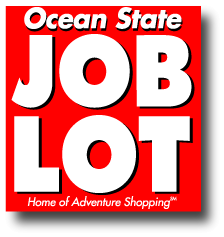 Ocean State
JOB
LOT
Home of Adventure Shopping℠